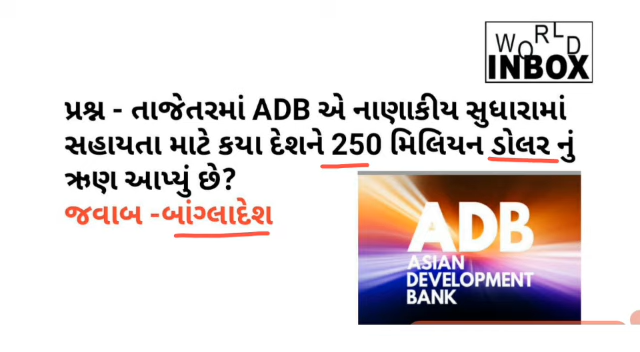 WORLD
INBOX
પ્રશ્ન - તાજેતરમાં ADB એ નાણાકીય સુધારામાં
સહાયતા માટે કયા દેશને 250 મિલિયન ડોલર નું
ઋણ આપ્યું છે?
જવાબ -બાંગ્લાદેશ
ADB
ASIAN
DEVELOPMENT
BANK